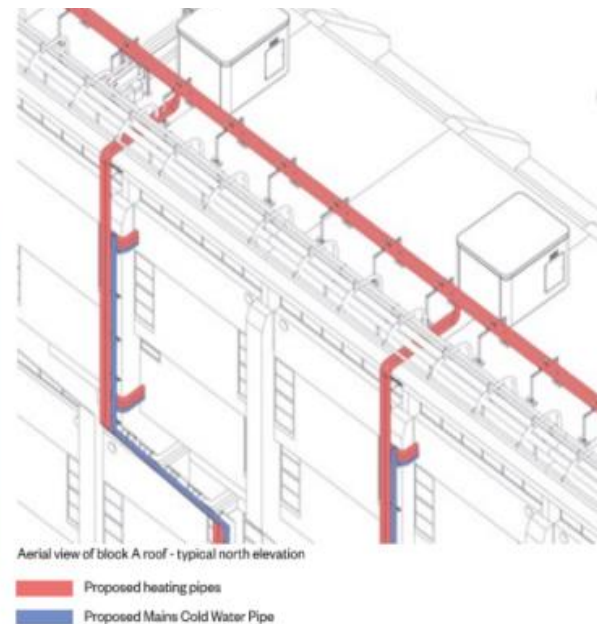 Aerial view of block A roof - typical north elevation
Proposed heating pipes
Proposed Mains Cold Water Pipe